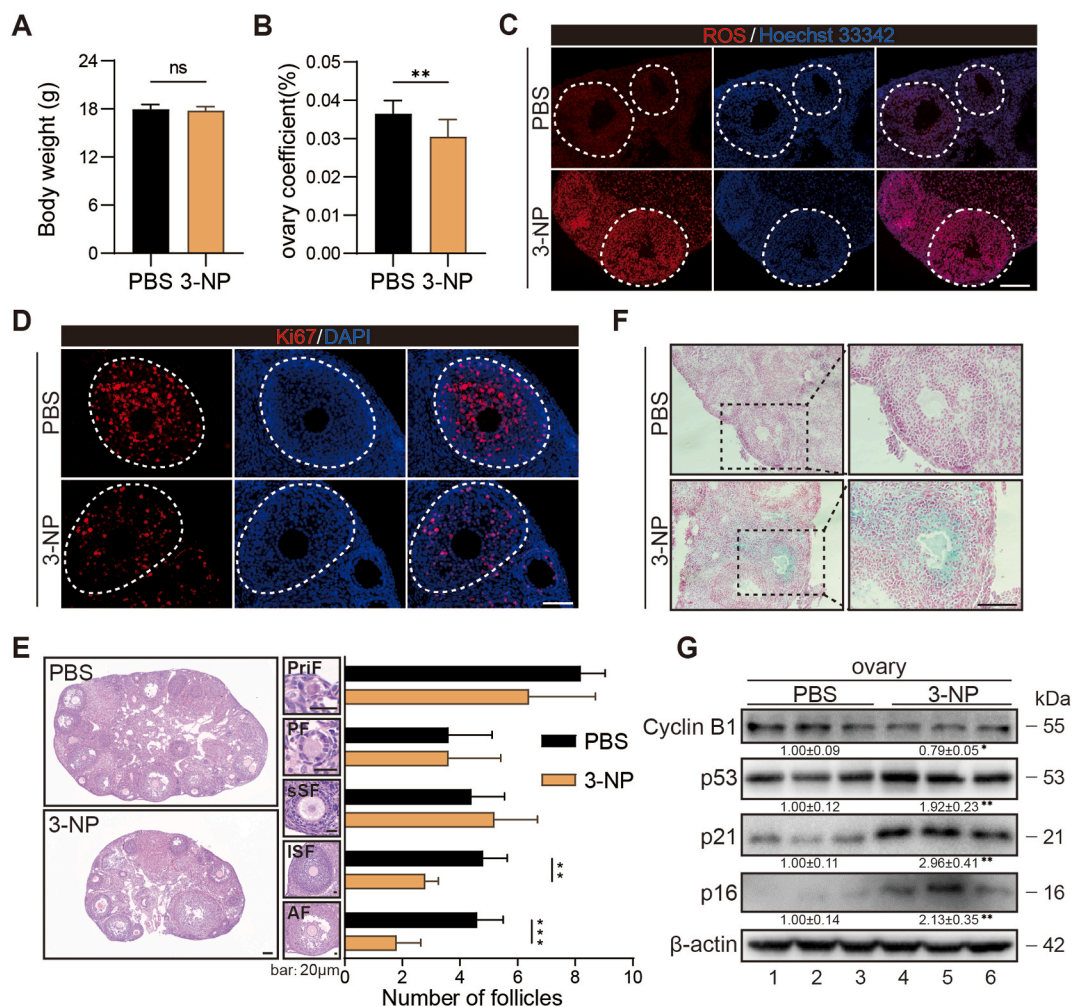 A
Body weight (g)
24
18
12
6
0
ns
PBS 3-NP
B
ovary coefficient(%)
0.05
0.04
0.03
0.02
0.01
0.00
**
PBS 3-NP
C
ROS/Hoechst 33342
PBS
3-NP
D
Ki67/DAPI
PBS
3-NP
F
PBS
3-NP
E
PBS
3-NP
PriF
PF
sSF
lSF
AF
bar: 20μm
PBS
3-NP
**
***
0 2 4 6 8 10
Number of follicles
G
ovary
PBS 3-NP kDa
Cyclin B1 55
1.00±0.09 0.79±0.05*
p53 53
1.00±0.12 1.92±0.23**
p21 21
1.00±0.11 2.96±0.41**
p16 16
1.00±0.14 2.13±0.35**
β-actin 42
1 2 3 4 5 6